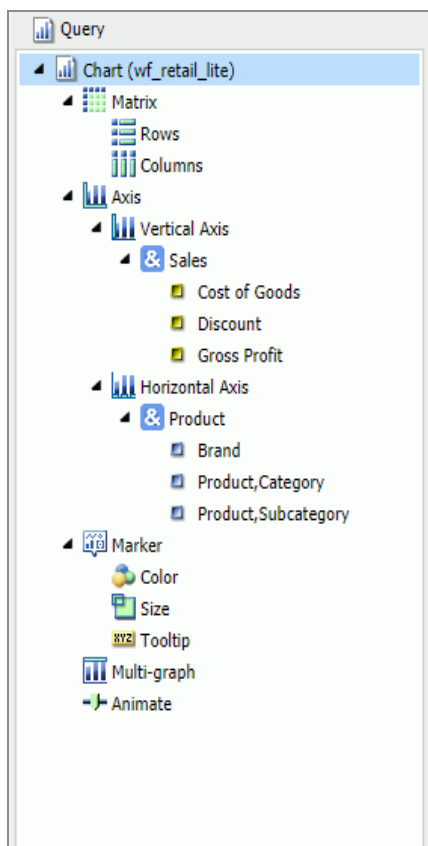 Query
Chart (wf_retail_lite)
Matrix
Rows
Columns
Axis
Vertical Axis
& Sales
Cost of Goods
Discount
Gross Profit
Horizontal Axis
& Product
Brand
Product,Category
Product,Subcategory
Marker
Color
Size
XYZ Tooltip
Multi-graph
Animate